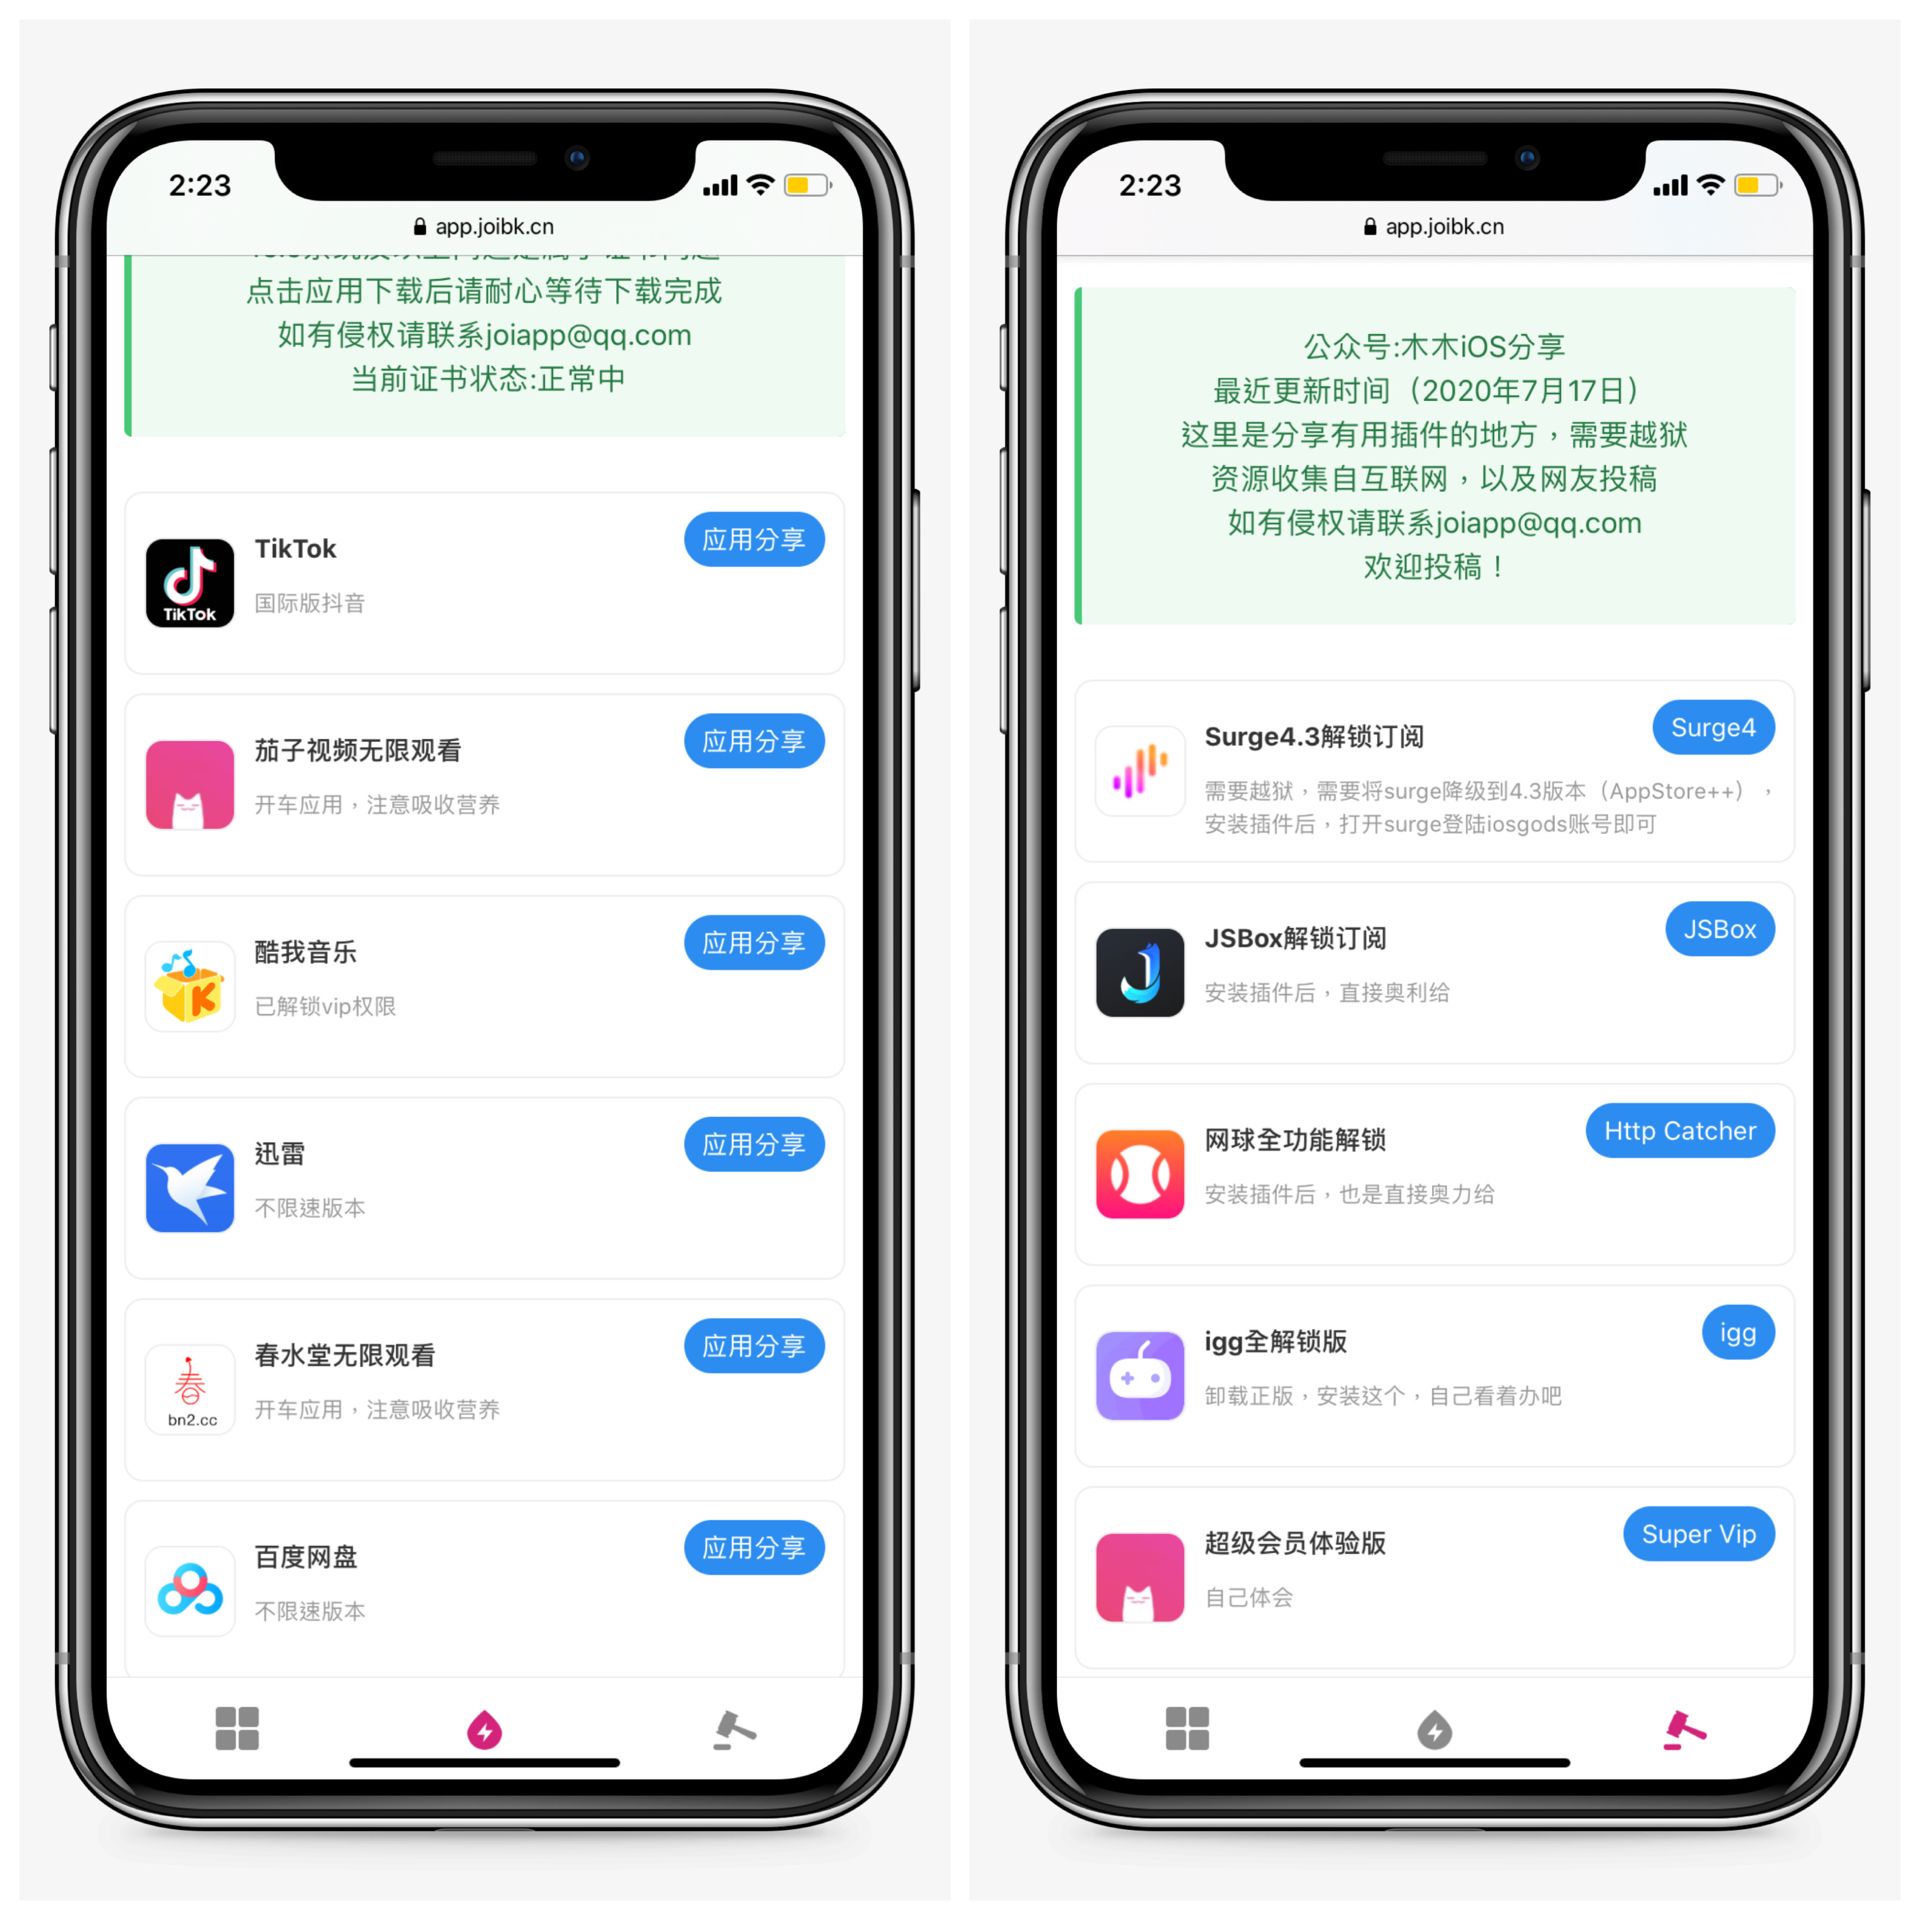 2:23
app.joibk.cn
点击应用下载后请耐心等待下载完成
如有侵权请联系joiapp@qq.com
当前证书状态:正常中
TikTok
应用分享
TikTok
国际版抖音
茄子视频无限观看
应用分享
开车应用，注意吸收营养
酷我音乐
应用分享
K
已解锁vip权限
迅雷
应用分享
不限速版本
春水堂无限观看
应用分享
春
bn2.cc
开车应用，注意吸收营养
百度网盘
应用分享
不限速版本
2:23
app.joibk.cn
公众号:木木iOS分享
最近更新时间（2020年7月17日）
这里是分享有用插件的地方，需要越狱
资源收集自互联网，以及网友投稿
如有侵权请联系joiapp@qq.com
欢迎投稿！
Surge4.3解锁订阅
Surge4
需要越狱，需要将surge降级到4.3版本（AppStore++），
安装插件后，打开surge登陆iosgods账号即可
JSBox解锁订阅
JSBox
安装插件后，直接奥利给
网球全功能解锁
Http Catcher
安装插件后，也是直接奥力给
igg全解锁版
igg
卸载正版，安装这个，自己看着办吧
超级会员体验版
Super Vip
自己体会